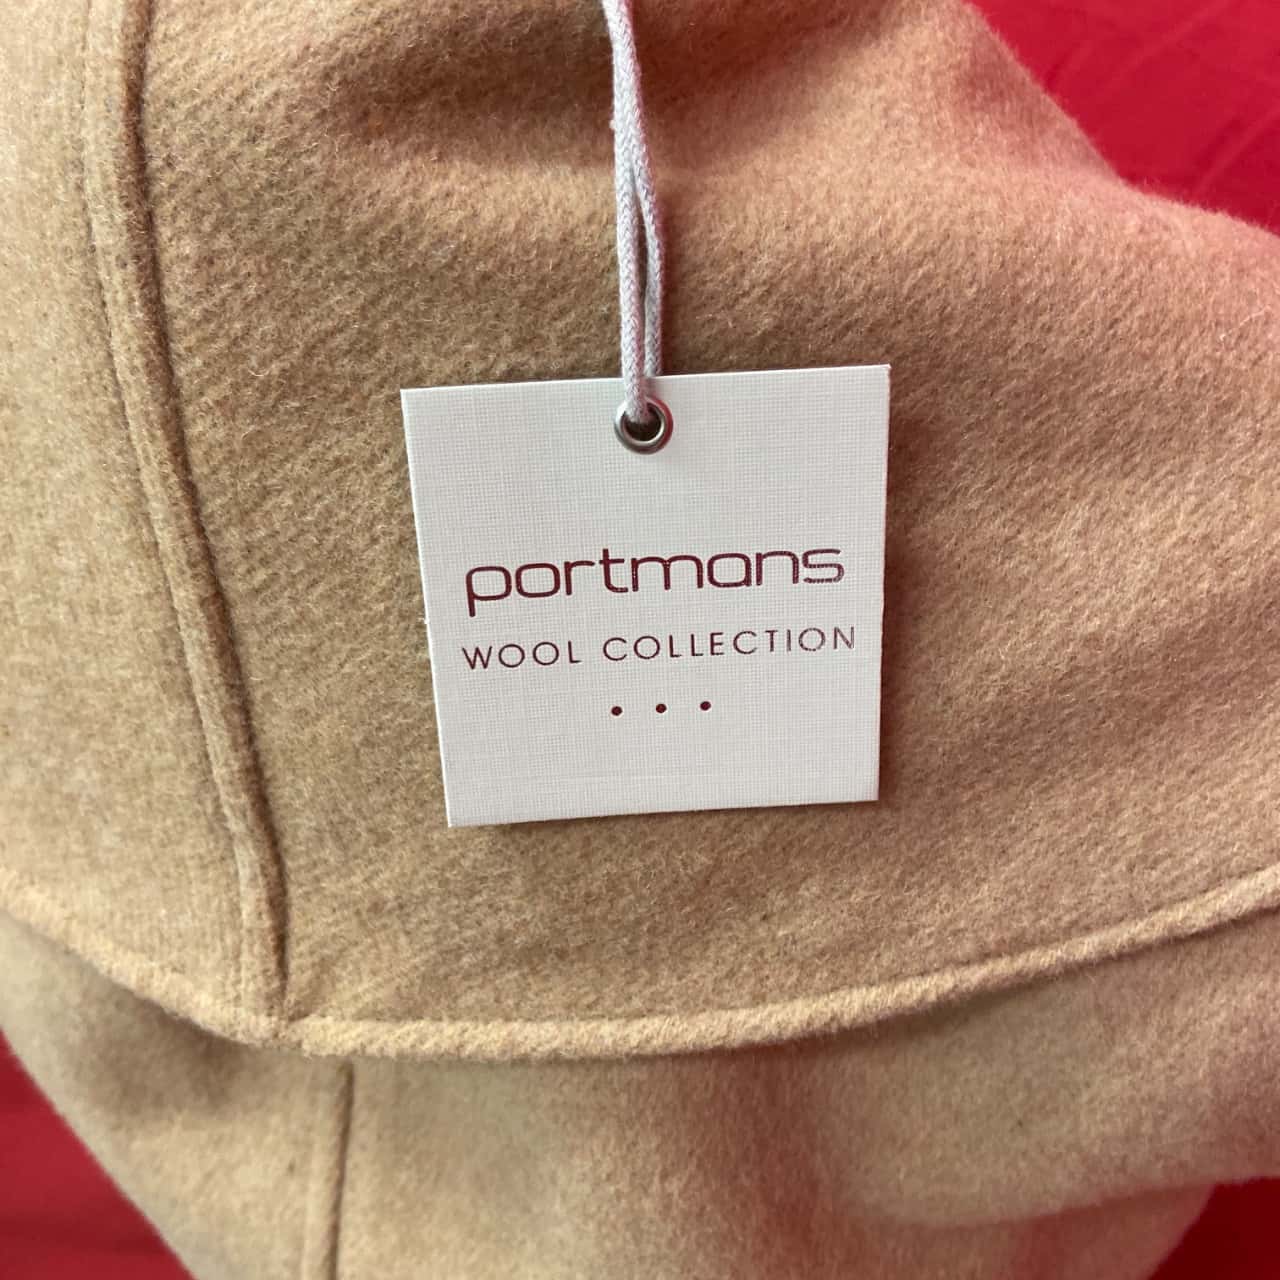 portmans
WOOL COLLECTION
• • •